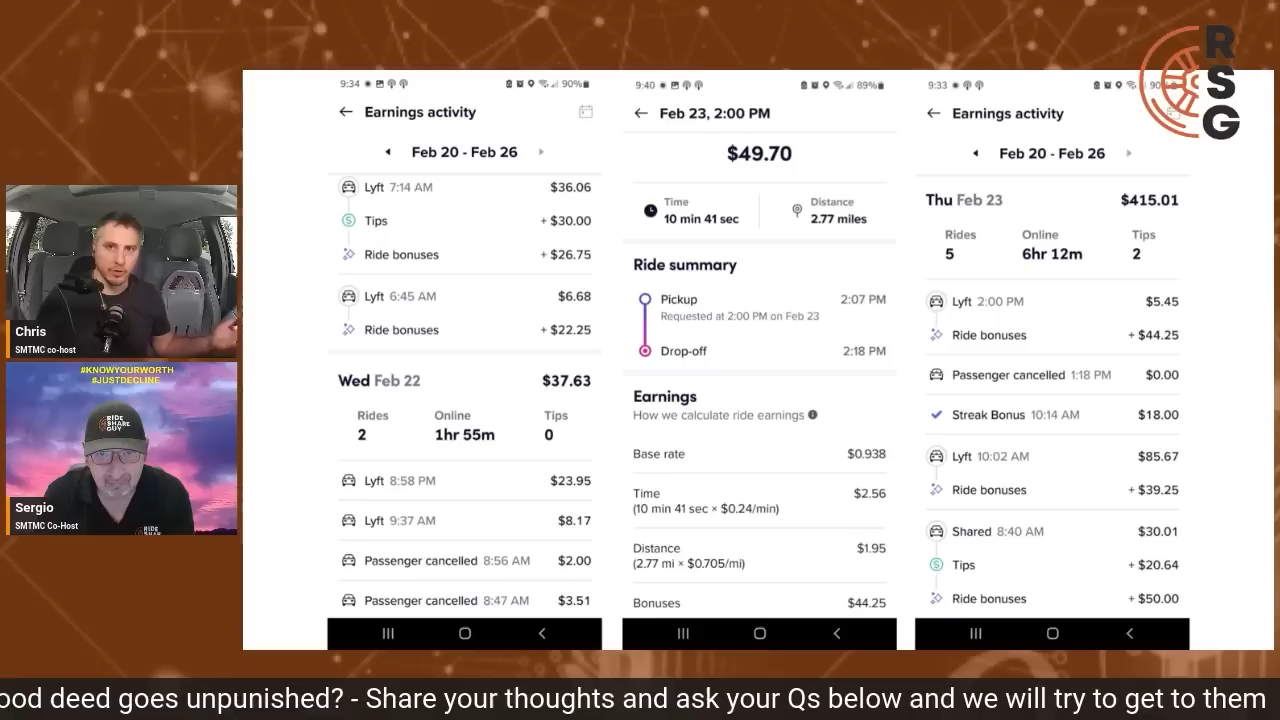 RSG
9:34
90%
Earnings activity
Feb 20 - Feb 26
Lyft 7:14 AM $36.06
Tips + $30.00
Ride bonuses + $26.75
Lyft 6:45 AM $6.68
Ride bonuses + $22.25
Wed Feb 22 $37.63
Rides Online Tips
2 1hr 55m 0
Lyft 8:58 PM $23.95
Lyft 9:37 AM $8.17
Passenger cancelled 8:56 AM $2.00
Passenger cancelled 8:47 AM $3.51
9:40
89%
Feb 23, 2:00 PM
$49.70
Time Distance
10 min 41 sec 2.77 miles
Ride summary
Pickup 2:07 PM
Requested at 2:00 PM on Feb 23
Drop-off 2:18 PM
Earnings
How we calculate ride earnings
Base rate $0.938
Time $2.56
(10 min 41 sec × $0.24/min)
Distance $1.95
(2.77 mi × $0.705/mi)
Bonuses $44.25
9:33
Earnings activity
Feb 20 - Feb 26
Thu Feb 23 $415.01
Rides Online Tips
5 6hr 12m 2
Lyft 2:00 PM $5.45
Ride bonuses + $44.25
Passenger cancelled 1:18 PM $0.00
Streak Bonus 10:14 AM $18.00
Lyft 10:02 AM $85.67
Ride bonuses + $39.25
Shared 8:40 AM $30.01
Tips + $20.64
Ride bonuses + $50.00
Chris
SMTMC co-host
#KNOWYOURWORTH
#JUSTDECLINE
RIDE
SHARE
GUY
Sergio
SMTMC Co-Host
RIDE
ood deed goes unpunished? - Share your thoughts and ask your Qs below and we will try to get to them